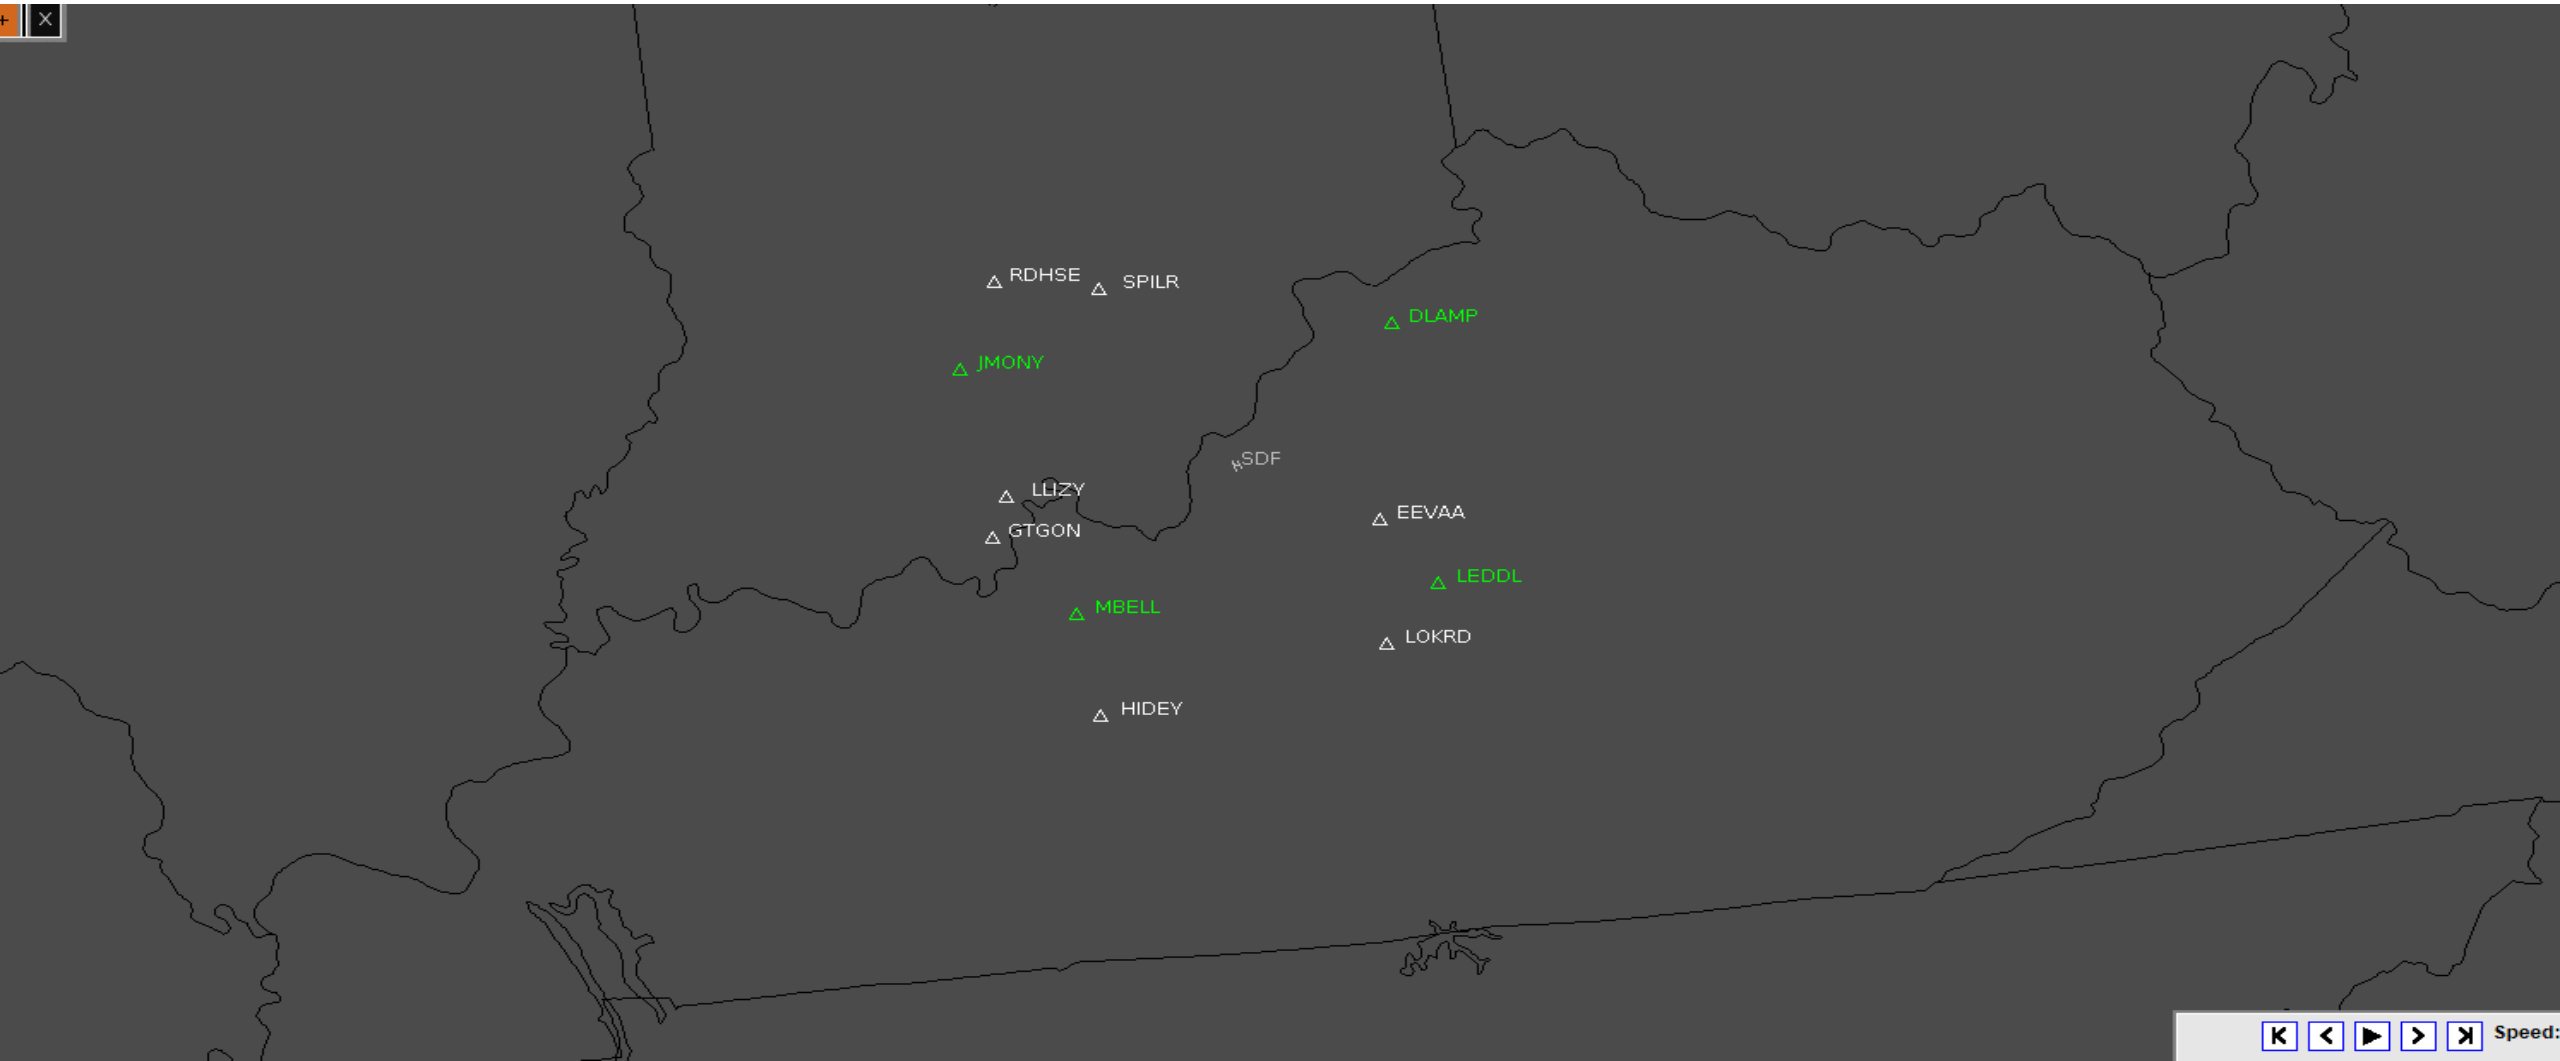 + X
RDHSE
SPILR
DLAMP
JMONY
SDF
LLIZY
EEVAA
GTGON
LEDDL
MBELL
LOKRD
HIDEY
Speed: